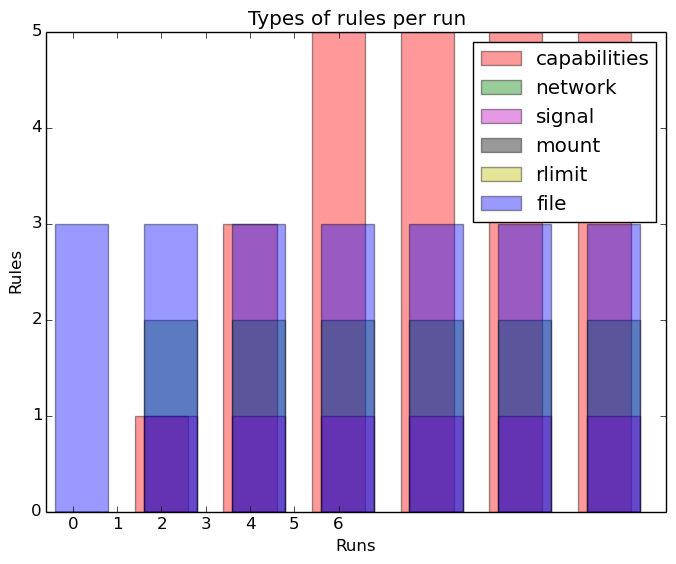 Types of rules per run
5
4
3
2
1
0
Rules
capabilities
network
signal
mount
rlimit
file
0 1 2 3 4 5 6
Runs